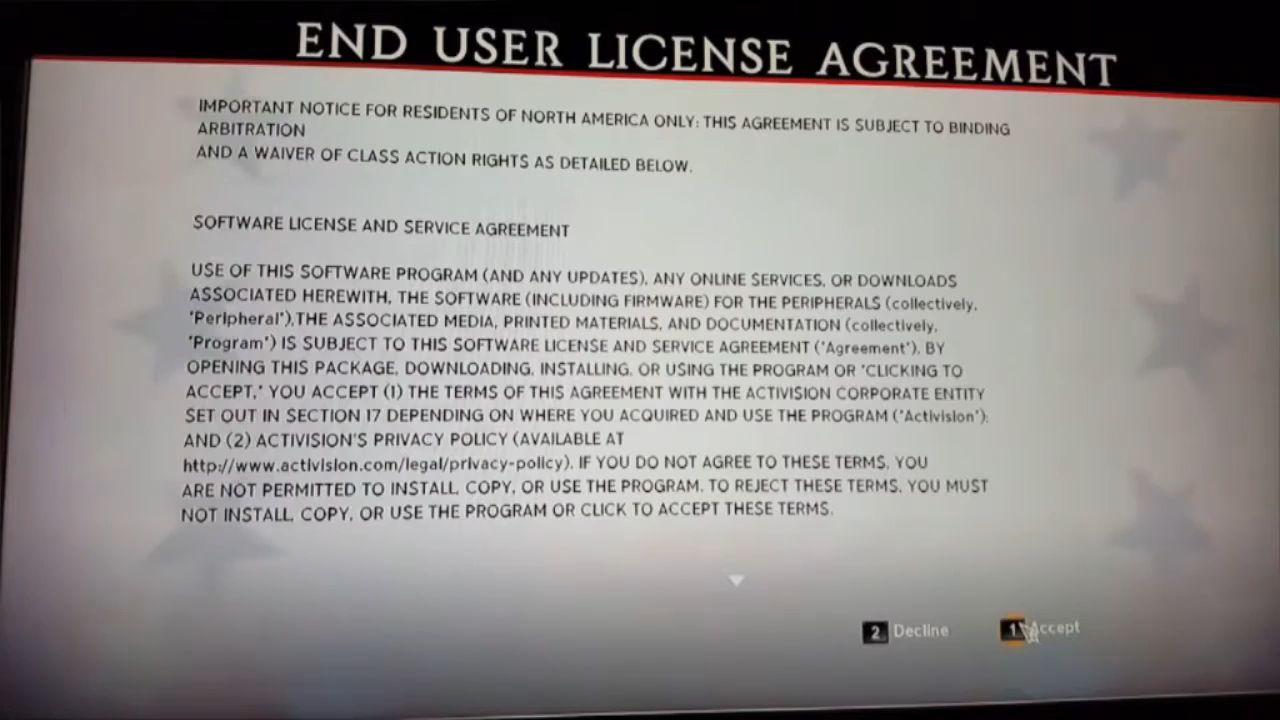 END USER LICENSE AGREEMENT
IMPORTANT NOTICE FOR RESIDENTS OF NORTH AMERICA ONLY: THIS AGREEMENT IS SUBJECT TO BINDING
ARBITRATION
AND A WAIVER OF CLASS ACTION RIGHTS AS DETAILED BELOW.
SOFTWARE LICENSE AND SERVICE AGREEMENT
USE OF THIS SOFTWARE PROGRAM (AND ANY UPDATES), ANY ONLINE SERVICES, OR DOWNLOADS
ASSOCIATED HEREWITH, THE SOFTWARE (INCLUDING FIRMWARE) FOR THE PERIPHERALS (collectively,
'Peripheral'),THE ASSOCIATED MEDIA, PRINTED MATERIALS, AND DOCUMENTATION (collectively,
'Program') IS SUBJECT TO THIS SOFTWARE LICENSE AND SERVICE AGREEMENT ('Agreement'). BY
OPENING THIS PACKAGE, DOWNLOADING, INSTALLING, OR USING THE PROGRAM OR 'CLICKING TO
ACCEPT,' YOU ACCEPT (1) THE TERMS OF THIS AGREEMENT WITH THE ACTIVISION CORPORATE ENTITY
SET OUT IN SECTION 17 DEPENDING ON WHERE YOU ACQUIRED AND USE THE PROGRAM ('Activision');
AND (2) ACTIVISION'S PRIVACY POLICY (AVAILABLE AT
http://www.activision.com/legal/privacy-policy). IF YOU DO NOT AGREE TO THESE TERMS, YOU
ARE NOT PERMITTED TO INSTALL, COPY, OR USE THE PROGRAM. TO REJECT THESE TERMS, YOU MUST
NOT INSTALL, COPY, OR USE THE PROGRAM OR CLICK TO ACCEPT THESE TERMS.
2 Decline 1 Accept